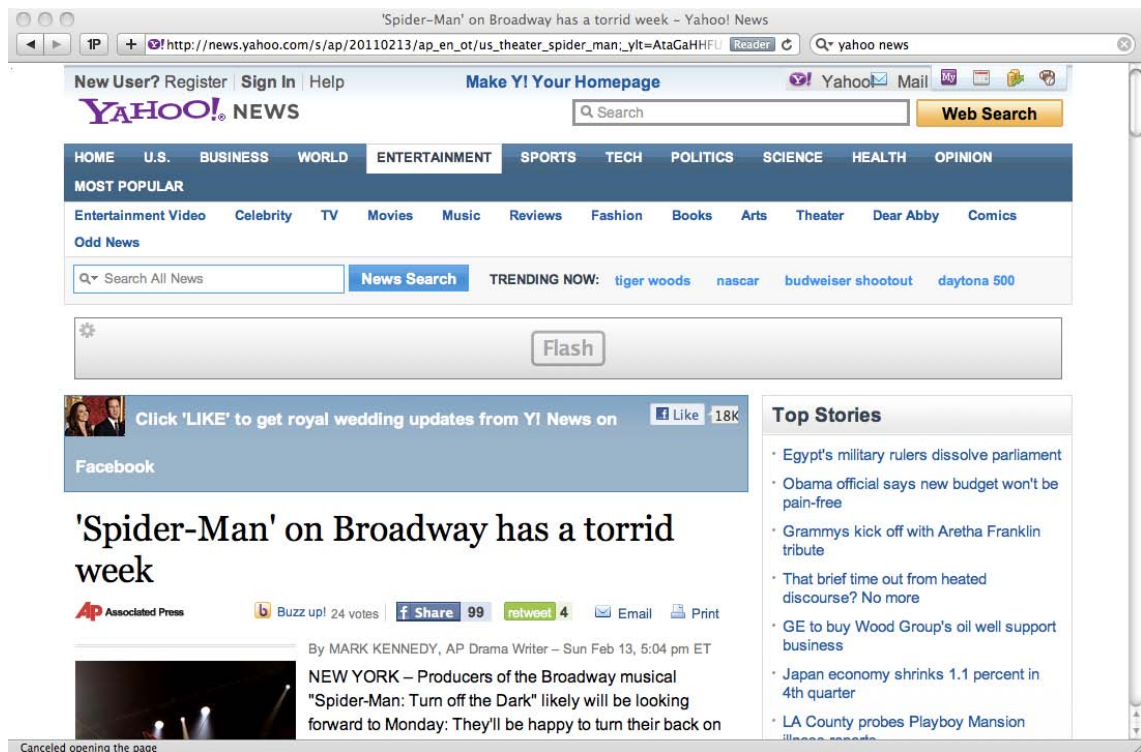 'Spider-Man' on Broadway has a torrid week – Yahoo! News
1P + http://news.yahoo.com/s/ap/20110213/ap_en_ot/us_theater_spider_man;_ylt=AtaGaHHFU Reader yahoo news
New User? Register Sign In Help Make Y! Your Homepage Yahoo! Mail My
YAHOO! NEWS Search Web Search
HOME U.S. BUSINESS WORLD ENTERTAINMENT SPORTS TECH POLITICS SCIENCE HEALTH OPINION
MOST POPULAR
Entertainment Video Celebrity TV Movies Music Reviews Fashion Books Arts Theater Dear Abby Comics
Odd News
Search All News News Search TRENDING NOW: tiger woods nascar budweiser shootout daytona 500
Flash
Click 'LIKE' to get royal wedding updates from Y! News on
Facebook
Like 18K
'Spider-Man' on Broadway has a torrid
week
AP Associated Press Buzz up! 24 votes f Share 99 retweet 4 Email Print
By MARK KENNEDY, AP Drama Writer – Sun Feb 13, 5:04 pm ET
NEW YORK – Producers of the Broadway musical
"Spider-Man: Turn off the Dark" likely will be looking
forward to Monday: They'll be happy to turn their back on
Top Stories
Egypt's military rulers dissolve parliament
Obama official says new budget won't be
pain-free
Grammys kick off with Aretha Franklin
tribute
That brief time out from heated
discourse? No more
GE to buy Wood Group's oil well support
business
Japan economy shrinks 1.1 percent in
4th quarter
LA County probes Playboy Mansion
illness reports
Canceled opening the page